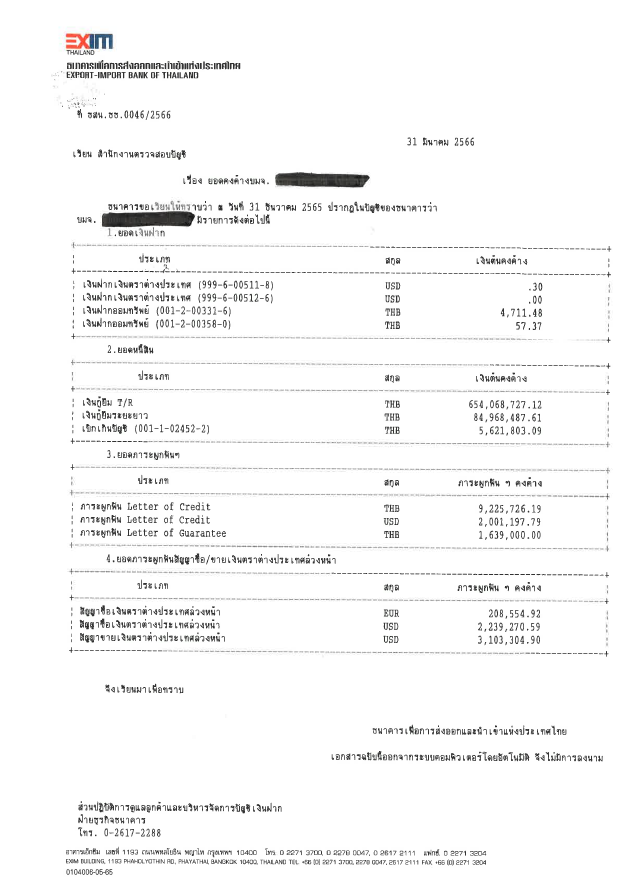 EXIM
THAILAND
ธนาคารเพื่อการส่งออกและนำเข้าแห่งประเทศไทย
EXPORT-IMPORT BANK OF THAILAND
ที่ ธสน.ธธ.0046/2566
31 มีนาคม 2566
เรียน สำนักงานตรวจสอบบัญชี
เรื่อง ยอดคงค้างบมจ.
ธนาคารขอเรียนให้ทราบว่า ณ วันที่ 31 ธันวาคม 2565 ปรากฏในบัญชีของธนาคารว่า
บมจ. มีรายการดังต่อไปนี้
1.ยอดเงินฝาก
ประเภท สกุล เงินต้นคงค้าง
เงินฝากเงินตราต่างประเทศ (999-6-00511-8) USD .30
เงินฝากเงินตราต่างประเทศ (999-6-00512-6) USD .00
เงินฝากออมทรัพย์ (001-2-00331-6) THB 4,711.48
เงินฝากออมทรัพย์ (001-2-00358-0) THB 57.37
2.ยอดหนี้สิน
ประเภท สกุล เงินต้นคงค้าง
เงินกู้ยืม T/R THB 654,068,727.12
เงินกู้ยืมระยะยาว THB 84,968,487.61
เบิกเกินบัญชี (001-1-02452-2) THB 5,621,803.09
3.ยอดภาระผูกพันฯ
ประเภท สกุล ภาระผูกพัน ฯ คงค้าง
ภาระผูกพัน Letter of Credit THB 9,225,726.19
ภาระผูกพัน Letter of Credit USD 2,001,197.79
ภาระผูกพัน Letter of Guarantee THB 1,639,000.00
4.ยอดภาระผูกพันสัญญาซื้อ/ขายเงินตราต่างประเทศล่วงหน้า
ประเภท สกุล ภาระผูกพัน ฯ คงค้าง
สัญญาซื้อเงินตราต่างประเทศล่วงหน้า EUR 208,554.92
สัญญาซื้อเงินตราต่างประเทศล่วงหน้า USD 2,239,270.59
สัญญาขายเงินตราต่างประเทศล่วงหน้า USD 3,103,304.90
จึงเรียนมาเพื่อทราบ
ธนาคารเพื่อการส่งออกและนำเข้าแห่งประเทศไทย
เอกสารฉบับนี้ออกจากระบบคอมพิวเตอร์โดยอัตโนมัติ จึงไม่มีการลงนาม
ส่วนปฏิบัติการดูแลลูกค้าและบริหารจัดการบัญชีเงินฝาก
ฝ่ายธุรกิจธนาคาร
โทร. 0-2617-2288
อาคารเอ็กซิม เลขที่ 1193 ถนนพหลโยธิน พญาไท กรุงเทพฯ 10400 โทร. 0 2271 3700, 0 2278 0047, 0 2617 2111 แฟกซ์. 0 2271 3204
EXIM BUILDING, 1193 PHAHOLYOTHIN RD., PHAYATHAI, BANGKOK 10400, THAILAND TEL. +66 (0) 2271 3700, 2278 0047, 2617 2111 FAX. +66 (0) 2271 3204
0104006-05-65